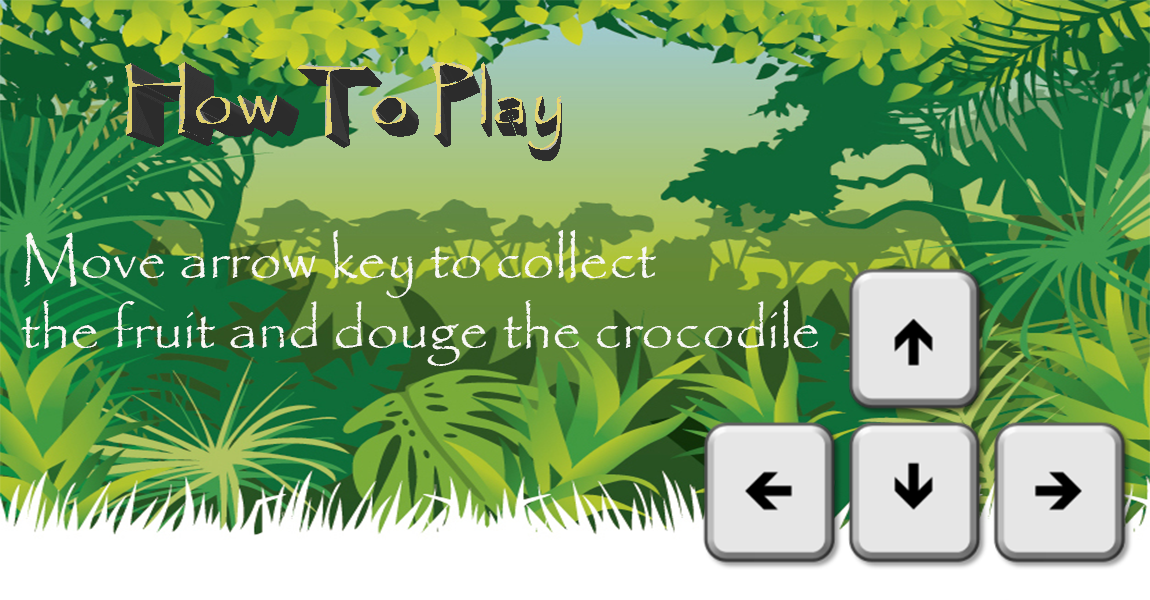 How To Play
Move arrow key to collect
the fruit and douge the crocodile